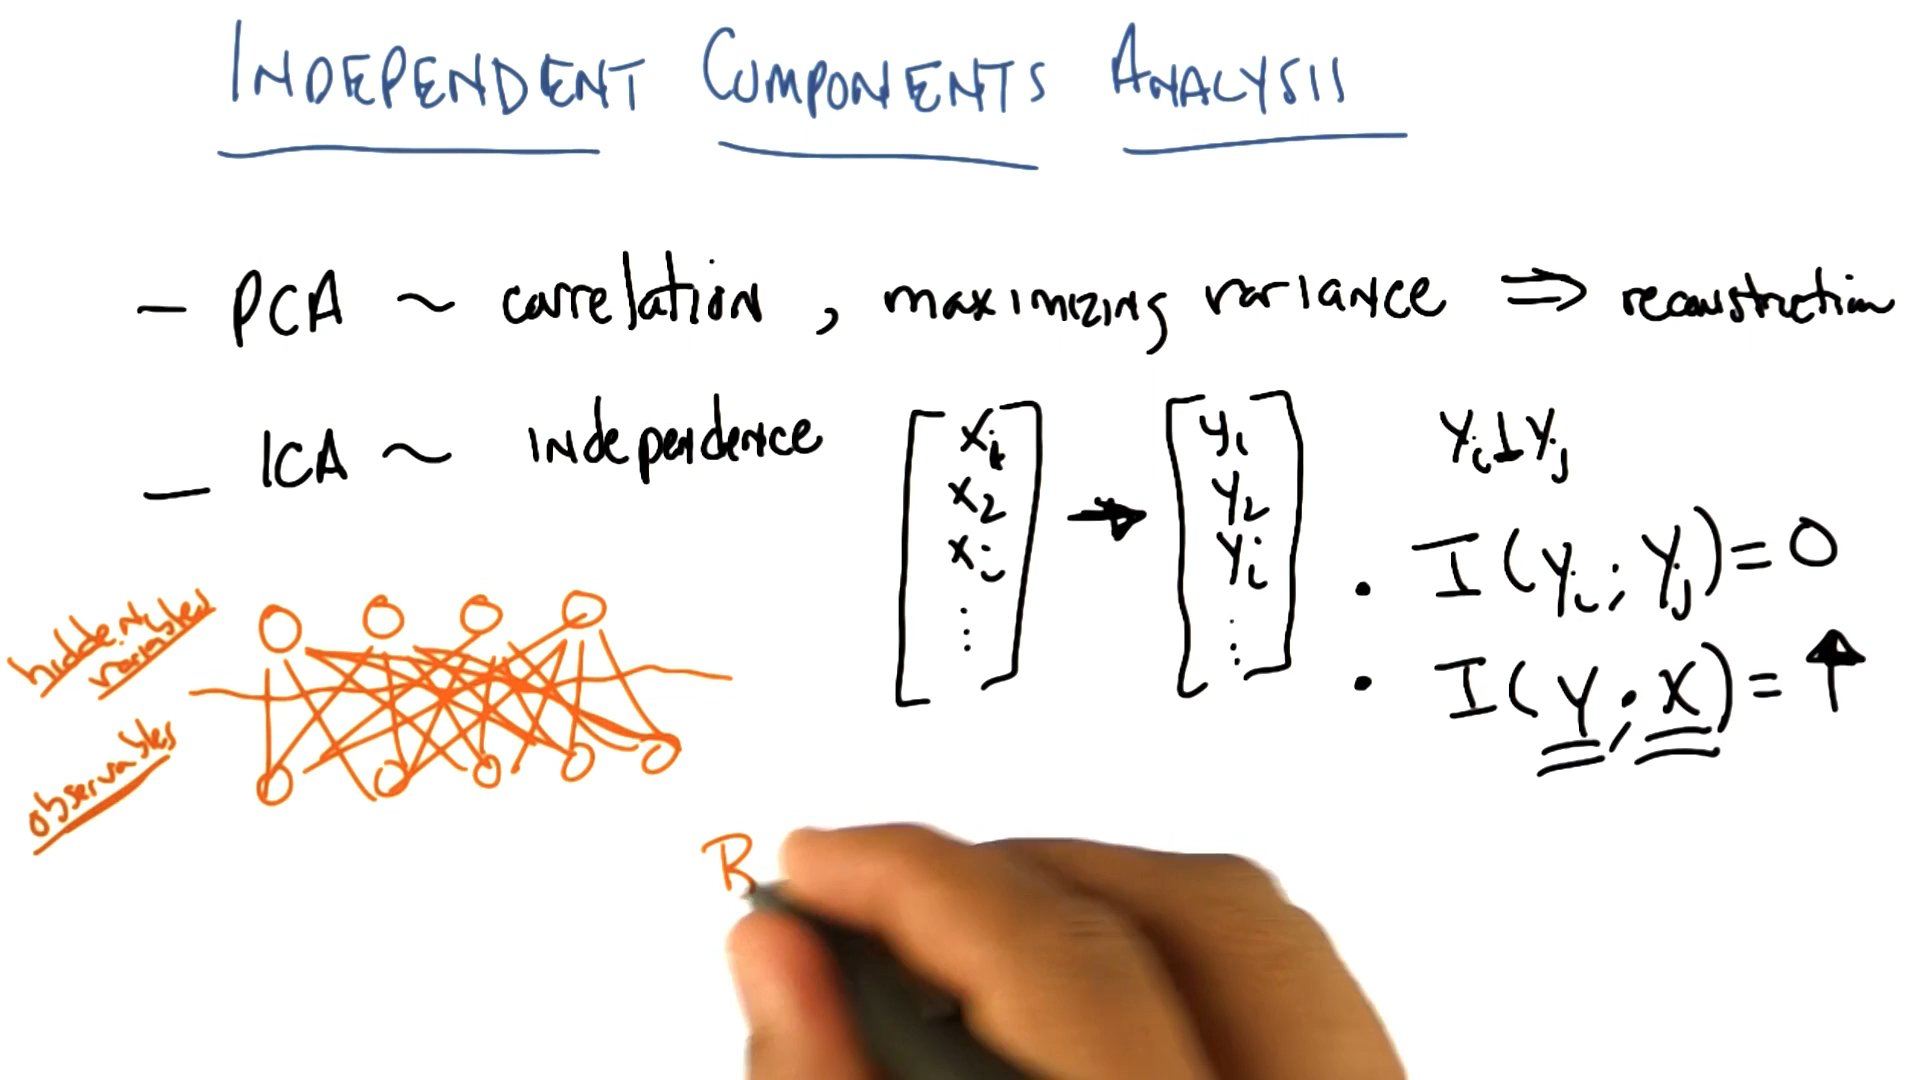 INDEPENDENT COMPONENTS ANALYSIS
- PCA ~ correlation, maximizing variance ⇒ reconstruction
- ICA ~ independence
x₁
x₂
xᵢ
⋮
→
y₁
y₂
yᵢ
⋮
yᵢ⊥yⱼ
• I(yᵢ; yⱼ) = 0
• I(y; x) = ↑
hidden variables
observables
B